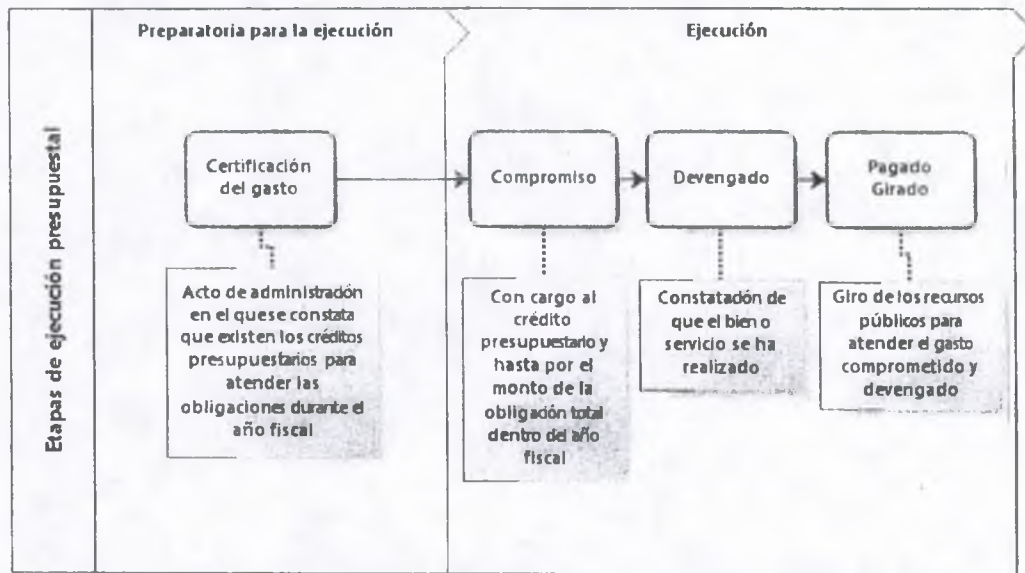 Preparatoria para la ejecución
Ejecución
Etapas de ejecución presupuestal
Certificación
del gasto
Compromiso
Devengado
Pagado
Girado
Acto de administración
en el que se constata
que existen los créditos
presupuestarios para
atender las
obligaciones durante el
año fiscal
Con cargo al
crédito
presupuestario y
hasta por el
monto de la
obligación total
dentro del año
fiscal
Constatación de
que el bien o
servicio se ha
realizado
Giro de los recursos
públicos para
atender el gasto
comprometido y
devengado